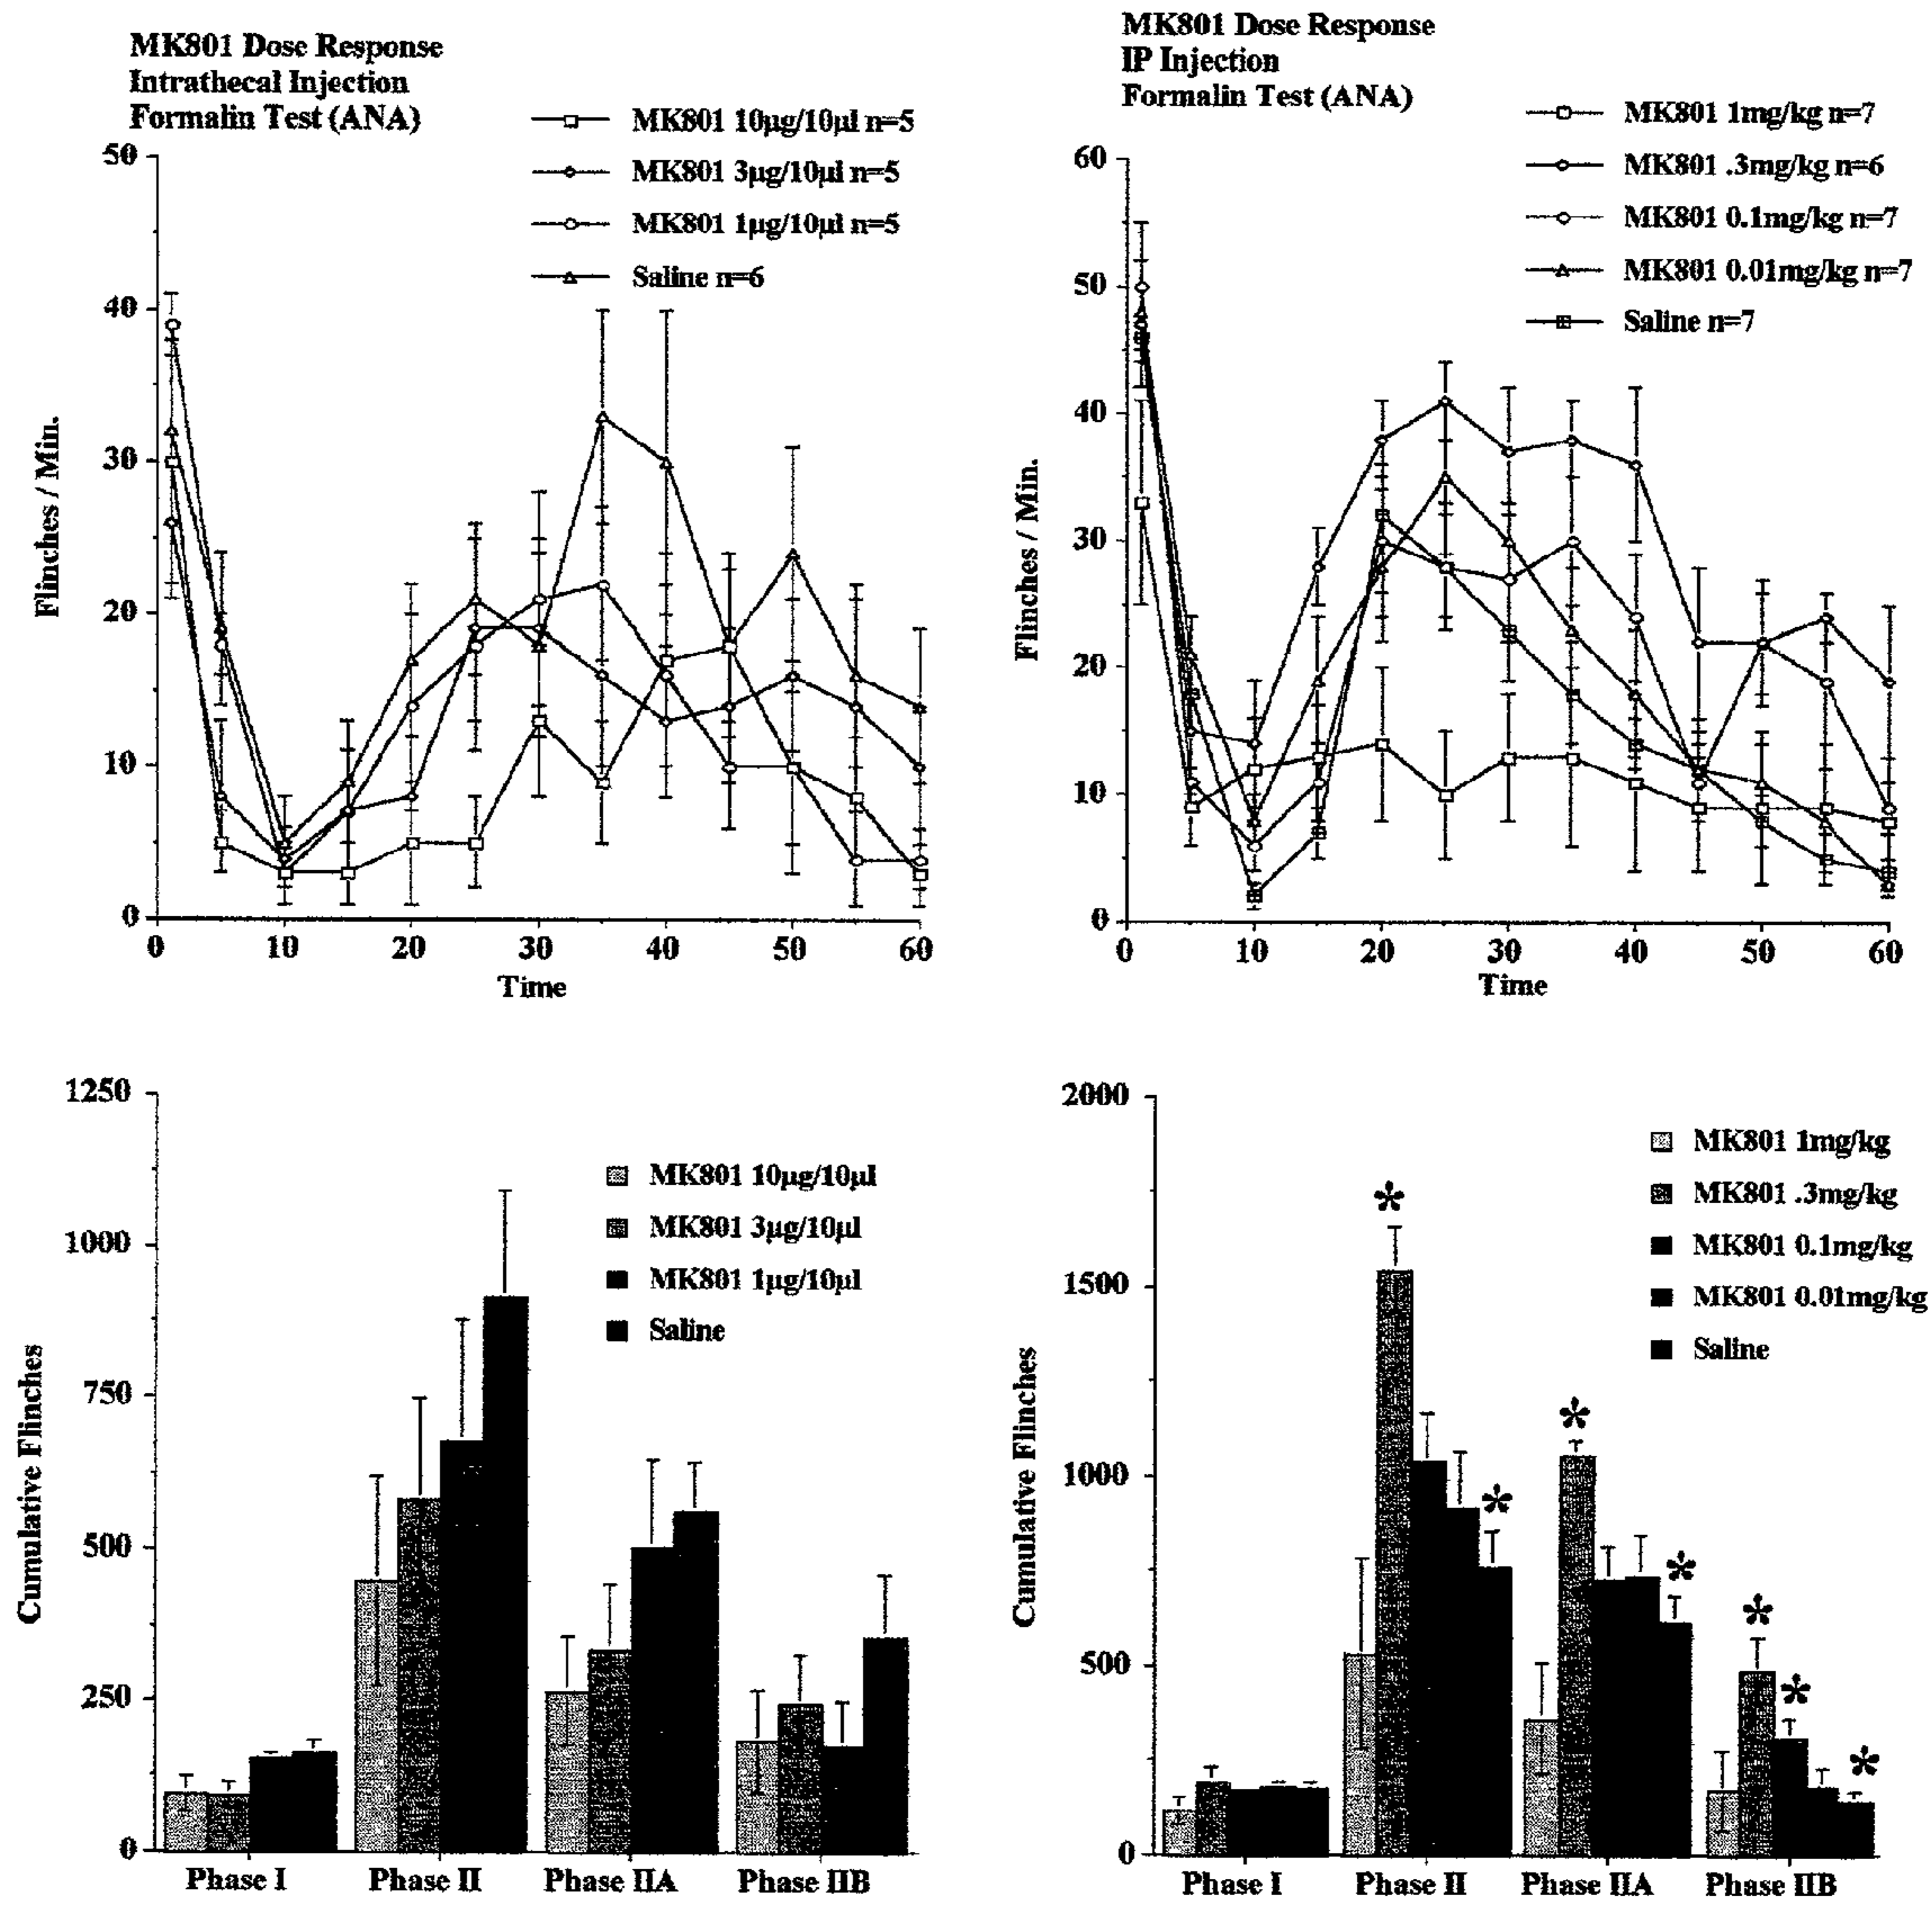 MK801 Dose Response
Intrathecal Injection
Formalin Test (ANA)
MK801 10µg/10µl n=5
MK801 3µg/10µl n=5
MK801 1µg/10µl n=5
Saline n=6
50
40
30
20
10
0
Flinches / Min.
0 10 20 30 40 50 60
Time
MK801 Dose Response
IP Injection
Formalin Test (ANA)
MK801 1mg/kg n=7
MK801 .3mg/kg n=6
MK801 0.1mg/kg n=7
MK801 0.01mg/kg n=7
Saline n=7
60
50
40
30
20
10
0
Flinches / Min.
0 10 20 30 40 50 60
Time
1250
1000
750
500
250
0
Cumulative Flinches
MK801 10µg/10µl
MK801 3µg/10µl
MK801 1µg/10µl
Saline
Phase I Phase II Phase IIA Phase IIB
2000
1500
1000
500
0
Cumulative Flinches
MK801 1mg/kg
MK801 .3mg/kg
MK801 0.1mg/kg
MK801 0.01mg/kg
Saline
*
*
*
*
*
*
*
Phase I Phase II Phase IIA Phase IIB